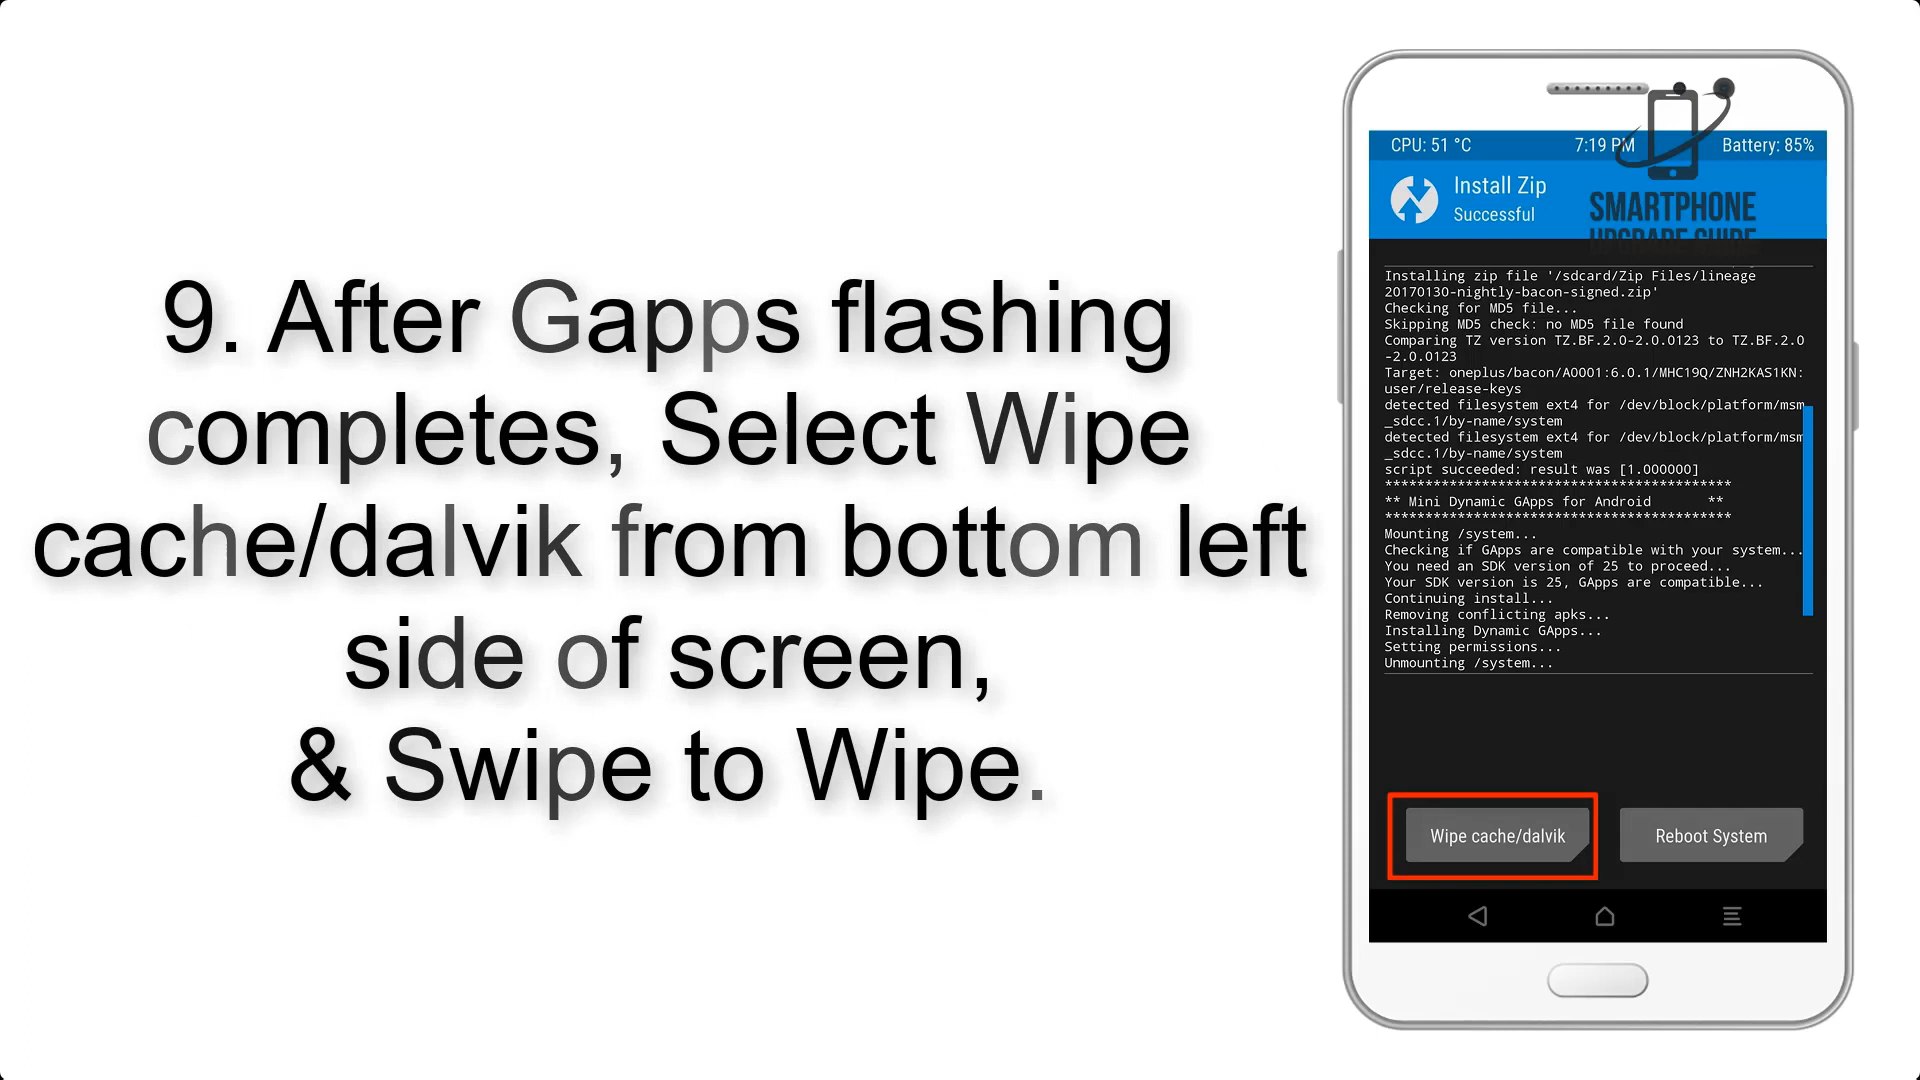 9. After Gapps flashing
completes, Select Wipe
cache/dalvik from bottom left
side of screen,
& Swipe to Wipe.
CPU: 51 °C 7:19 PM Battery: 85%
Install Zip
Successful
SMARTPHONE
UPGRADE GUIDE
Installing zip file '/sdcard/Zip Files/lineage
20170130-nightly-bacon-signed.zip'
Checking for MD5 file...
Skipping MD5 check: no MD5 file found
Comparing TZ version TZ.BF.2.0-2.0.0123 to TZ.BF.2.0
-2.0.0123
Target: oneplus/bacon/A0001:6.0.1/MHC19Q/ZNH2KAS1KN:
user/release-keys
detected filesystem ext4 for /dev/block/platform/msm
_sdcc.1/by-name/system
detected filesystem ext4 for /dev/block/platform/msm
_sdcc.1/by-name/system
script succeeded: result was [1.000000]
******************************************
** Mini Dynamic GApps for Android       **
******************************************
Mounting /system...
Checking if GApps are compatible with your system...
You need an SDK version of 25 to proceed...
Your SDK version is 25, GApps are compatible...
Continuing install...
Removing conflicting apks...
Installing Dynamic GApps...
Setting permissions...
Unmounting /system...
Wipe cache/dalvik Reboot System